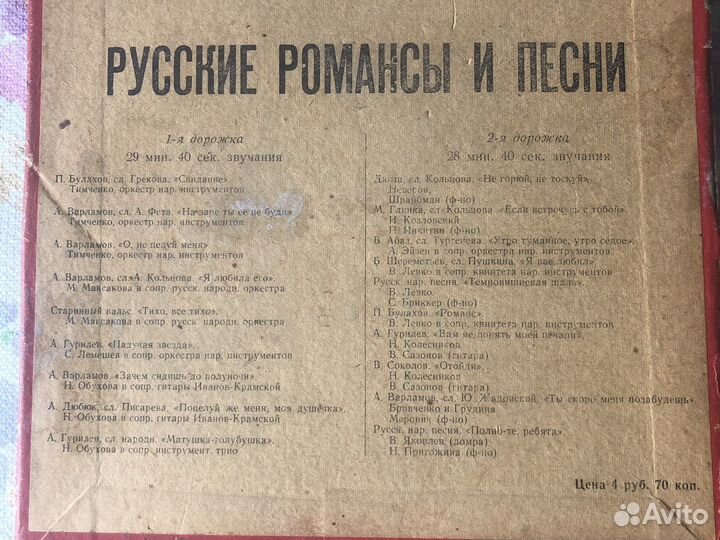 РУССКИЕ РОМАНСЫ И ПЕСНИ
1-я дорожка
29 мин. 40 сек. звучания
П. Булахов, сл. Грекова. «Свидание»
Тимченко, оркестр нар. инструментов
А. Варламов, сл. А. Фета. «На заре ты ее не буди»
Тимченко, оркестр нар. инструментов
А. Варламов. «О, не целуй меня»
Тимченко, оркестр нар. инструментов
А. Варламов, сл. А. Кольцова. «Я любила его».
М. Максакова в сопр. русск. народн. оркестра
Старинный вальс. «Тихо, все тихо».
М. Максакова в сопр. русск. народн. оркестра
А. Гурилев. «Падучая звезда».
С. Лемешев в сопр. оркестра нар. инструментов
А. Варламов. «Зачем сидишь до полуночи».
Н. Обухова в сопр. гитары Иванов-Крамской
А. Дюбюк, сл. Писарева. «Поцелуй же меня, моя душечка».
Н. Обухова в сопр. гитары Иванов-Крамской
А. Гурилев, сл. народн. «Матушка-голубушка».
Н. Обухова в сопр. инструмент. трио
2-я дорожка
28 мин. 40 сек. звучания
Дютш, сл. Кольцова. «Не горюй, не тоскуй».
Шрайбман (ф-но)
М. Глинка, сл. Кольцова «Если встречусь с тобой».
И. Козловский
П. Никитин (ф-но)
В. Абаз, сл. Тургенева. «Утро туманное, утро седое».
А. Эйзен в сопр. оркестра нар. инструментов
Б. Шереметьев, сл. Пушкина. «Я вас любил».
В. Левко в сопр. квинтета нар. инструментов
Русск. нар. песня. «Темновишневая шаль».
В. Левко
С. Бриккер (ф-но)
П. Булахов. «Романс».
В. Левко в сопр. квинтета нар. инструментов
А. Гурилев. «Вам не понять моей печали».
Н. Колесников
В. Сазонов (гитара)
В. Соколов. «Отойди».
Н. Колесников
В. Сазонов (гитара)
А. Варламов, сл. Ю. Жадовской. «Ты скоро меня позабудешь».
Бровченко и Грудина
Мерович (ф-но)
Русск. нар. песня. «Полно-те, ребята».
В. Яковлев (домра)
Н. Пригожина (ф-но)
Цена 4 руб. 70 коп.
Avito